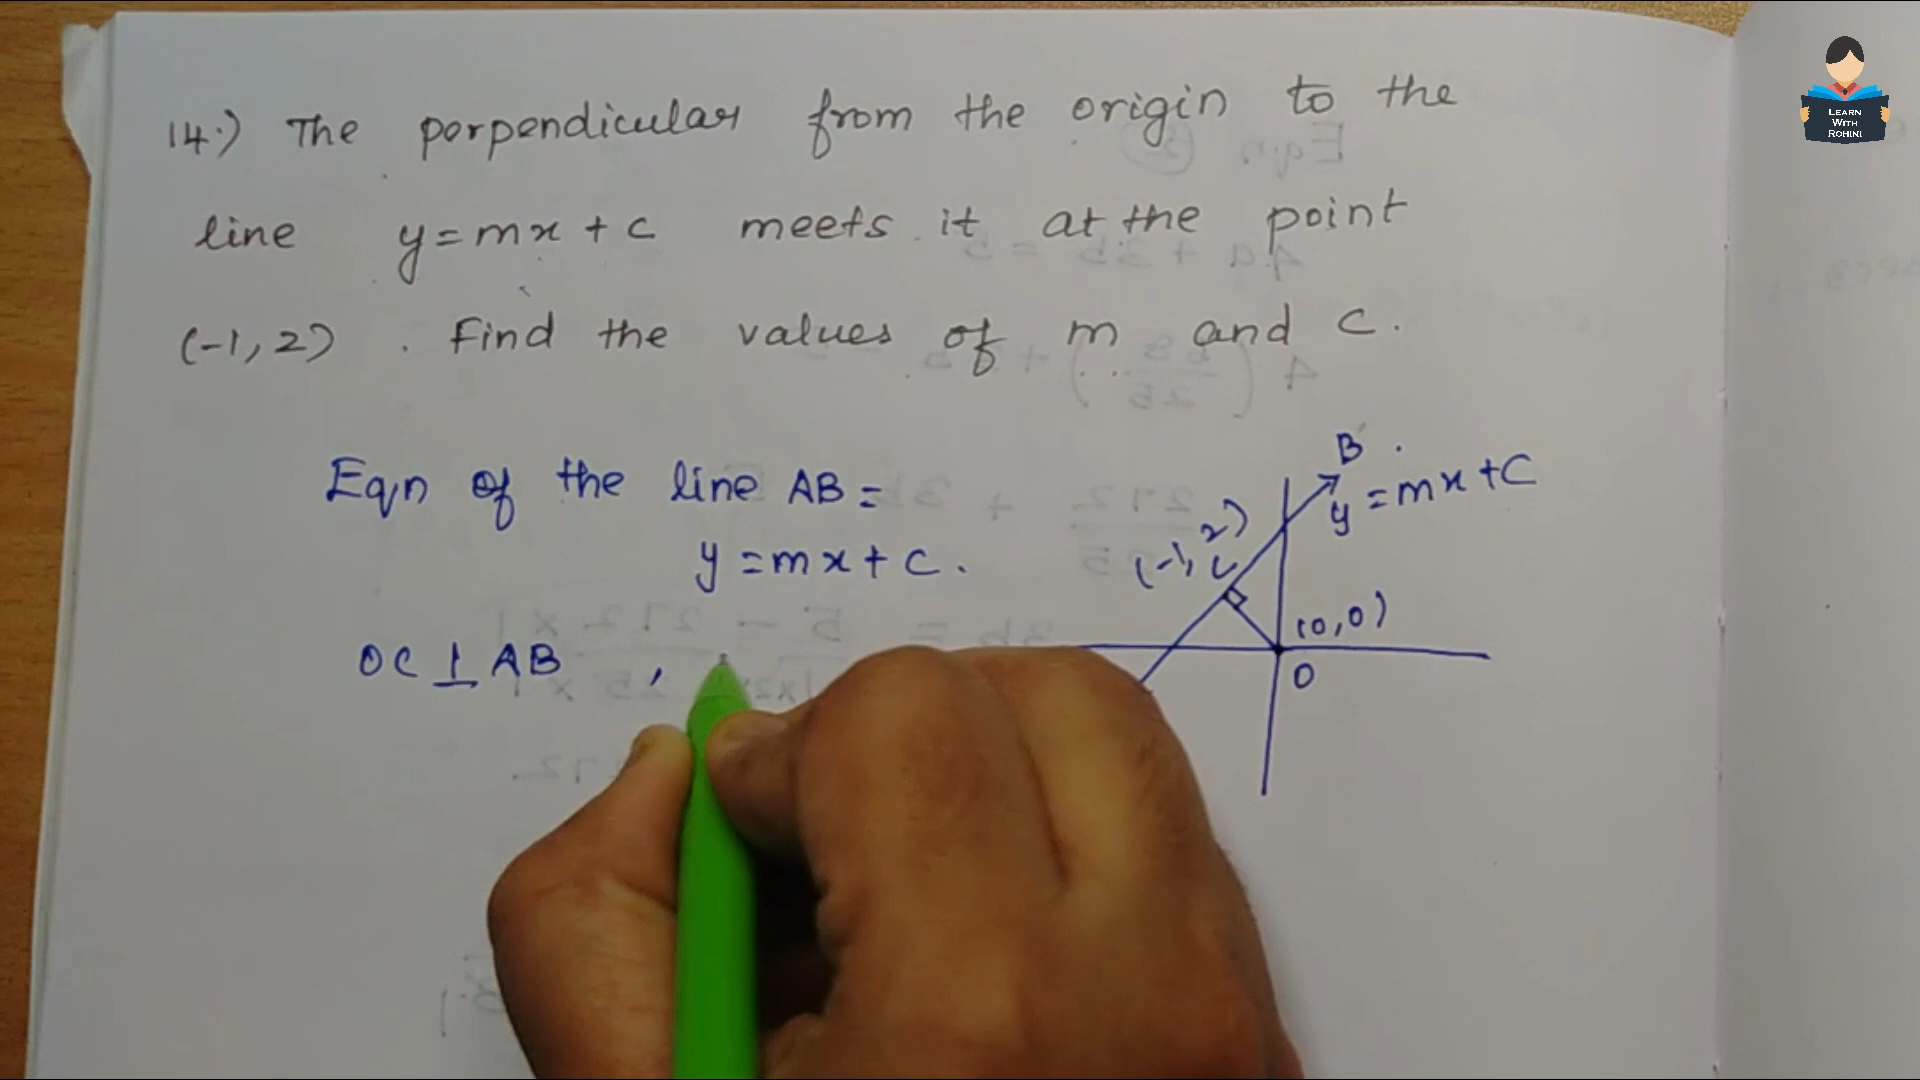 14.) The perpendicular from the origin to the
line y=mx+c meets it at the point
(-1,2) . Find the values of m and c.
Eqn of the line AB=
y=mx+c.
OC⊥AB ,
B
y=mx+c
(-1, 2)
C
(0,0)
O
LEARN
WITH
ROHINI